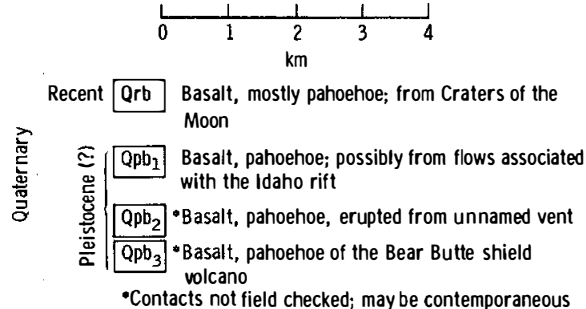 0 1 2 3 4
km
Recent Qrb Basalt, mostly pahoehoe; from Craters of the
Moon
Quaternary
Pleistocene (?)
Qpb1 Basalt, pahoehoe; possibly from flows associated
with the Idaho rift
Qpb2 *Basalt, pahoehoe, erupted from unnamed vent
Qpb3 *Basalt, pahoehoe of the Bear Butte shield
volcano
*Contacts not field checked; may be contemporaneous